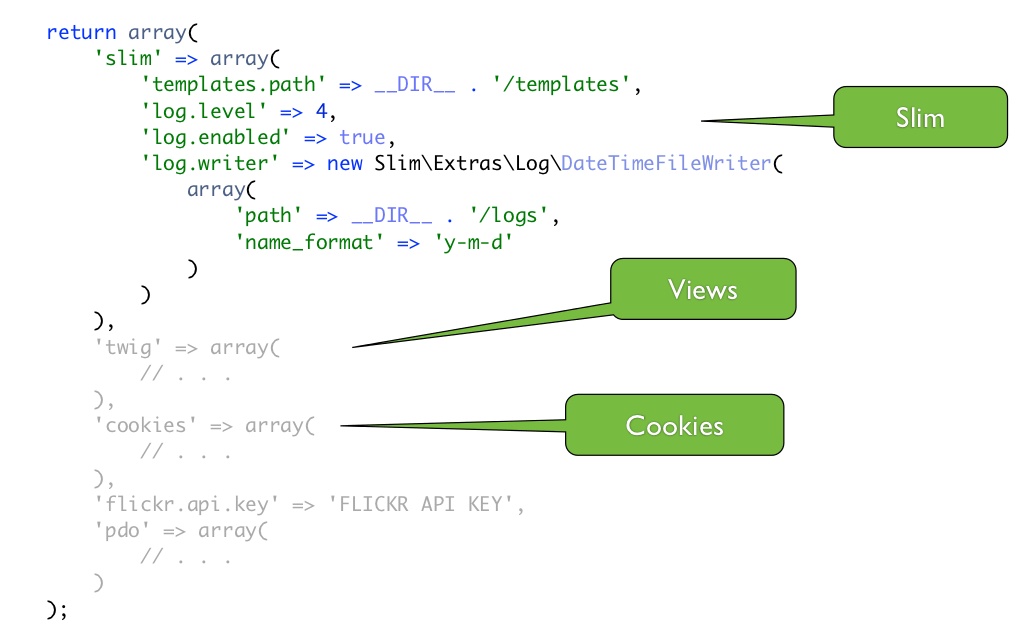 return array(
    'slim' => array(
        'templates.path' => __DIR__ . '/templates',
        'log.level' => 4,
        'log.enabled' => true,
        'log.writer' => new Slim\Extras\Log\DateTimeFileWriter(
            array(
                'path' => __DIR__ . '/logs',
                'name_format' => 'y-m-d'
            )
        )
    ),
    'twig' => array(
        // . . .
    ),
    'cookies' => array(
        // . . .
    ),
    'flickr.api.key' => 'FLICKR API KEY',
    'pdo' => array(
        // . . .
    )
);
Slim
Views
Cookies